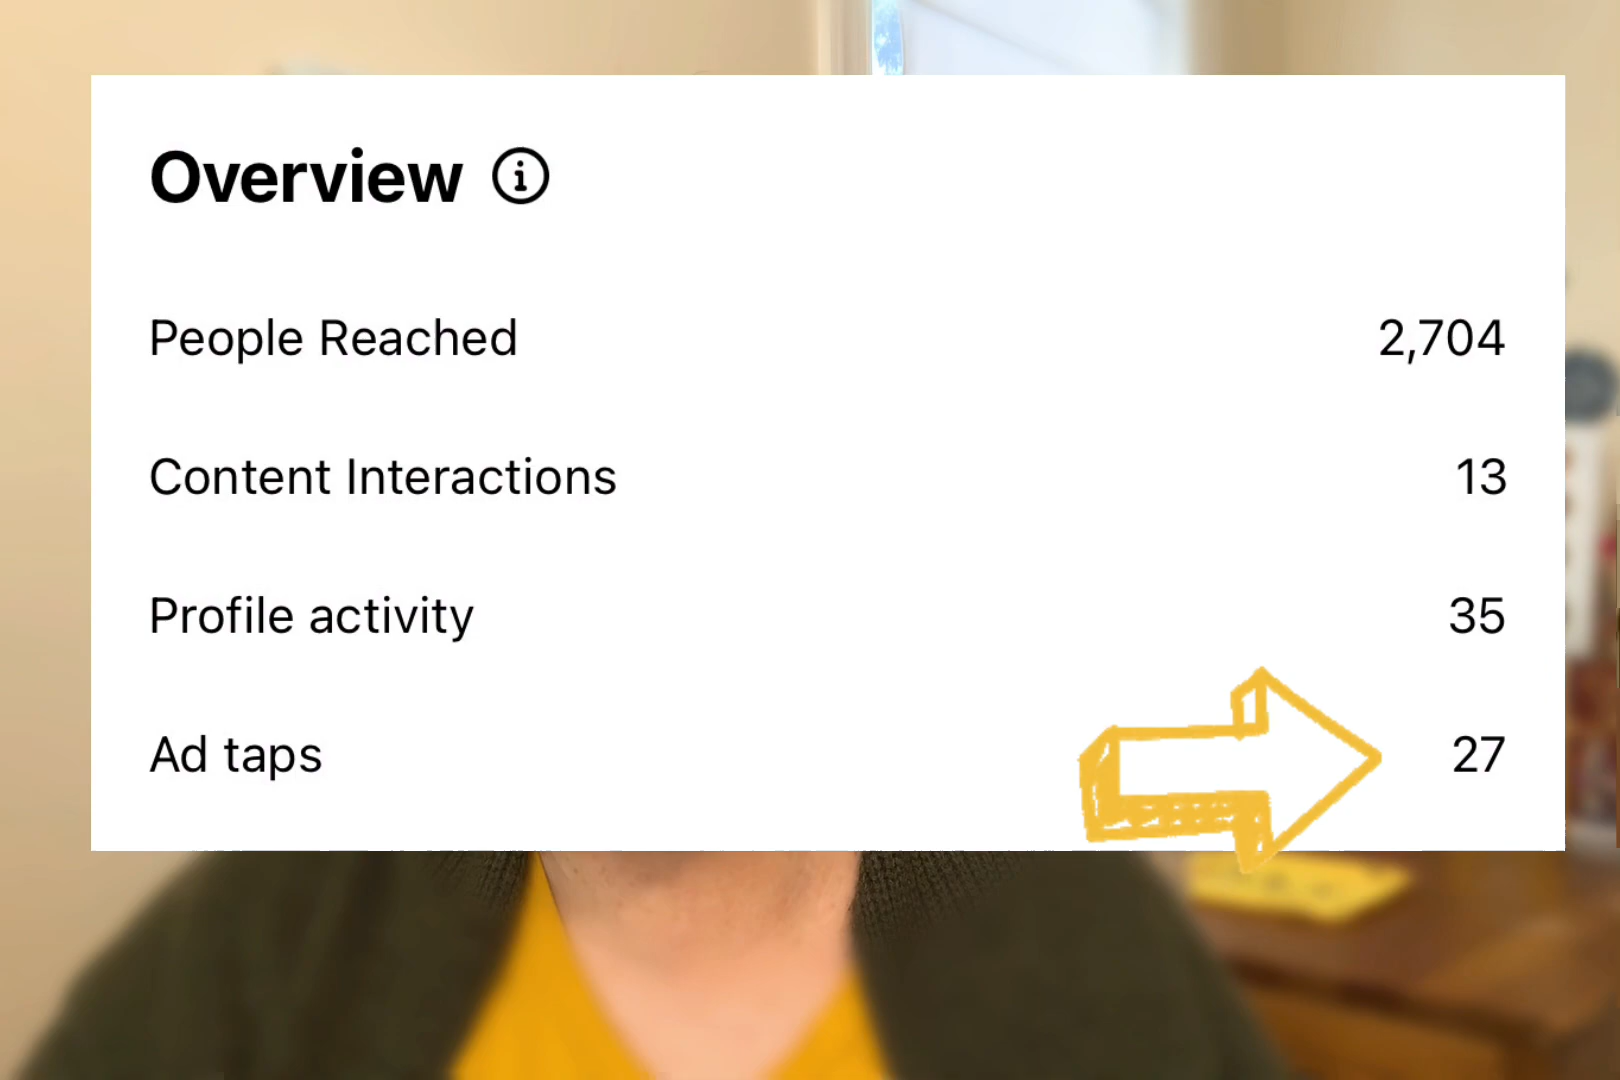 Overview
People Reached 2,704
Content Interactions 13
Profile activity 35
Ad taps 27